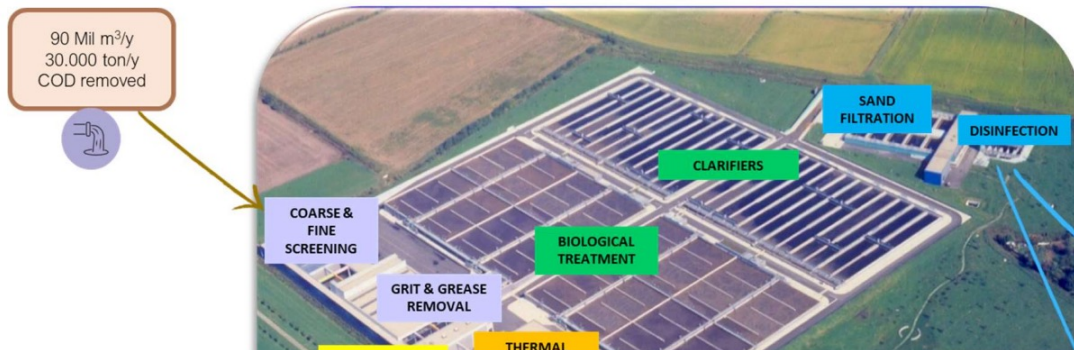 90 Mil m³/y
30.000 ton/y
COD removed
SAND
FILTRATION
DISINFECTION
CLARIFIERS
COARSE &
FINE
SCREENING
BIOLOGICAL
TREATMENT
GRIT & GREASE
REMOVAL
THERMAL